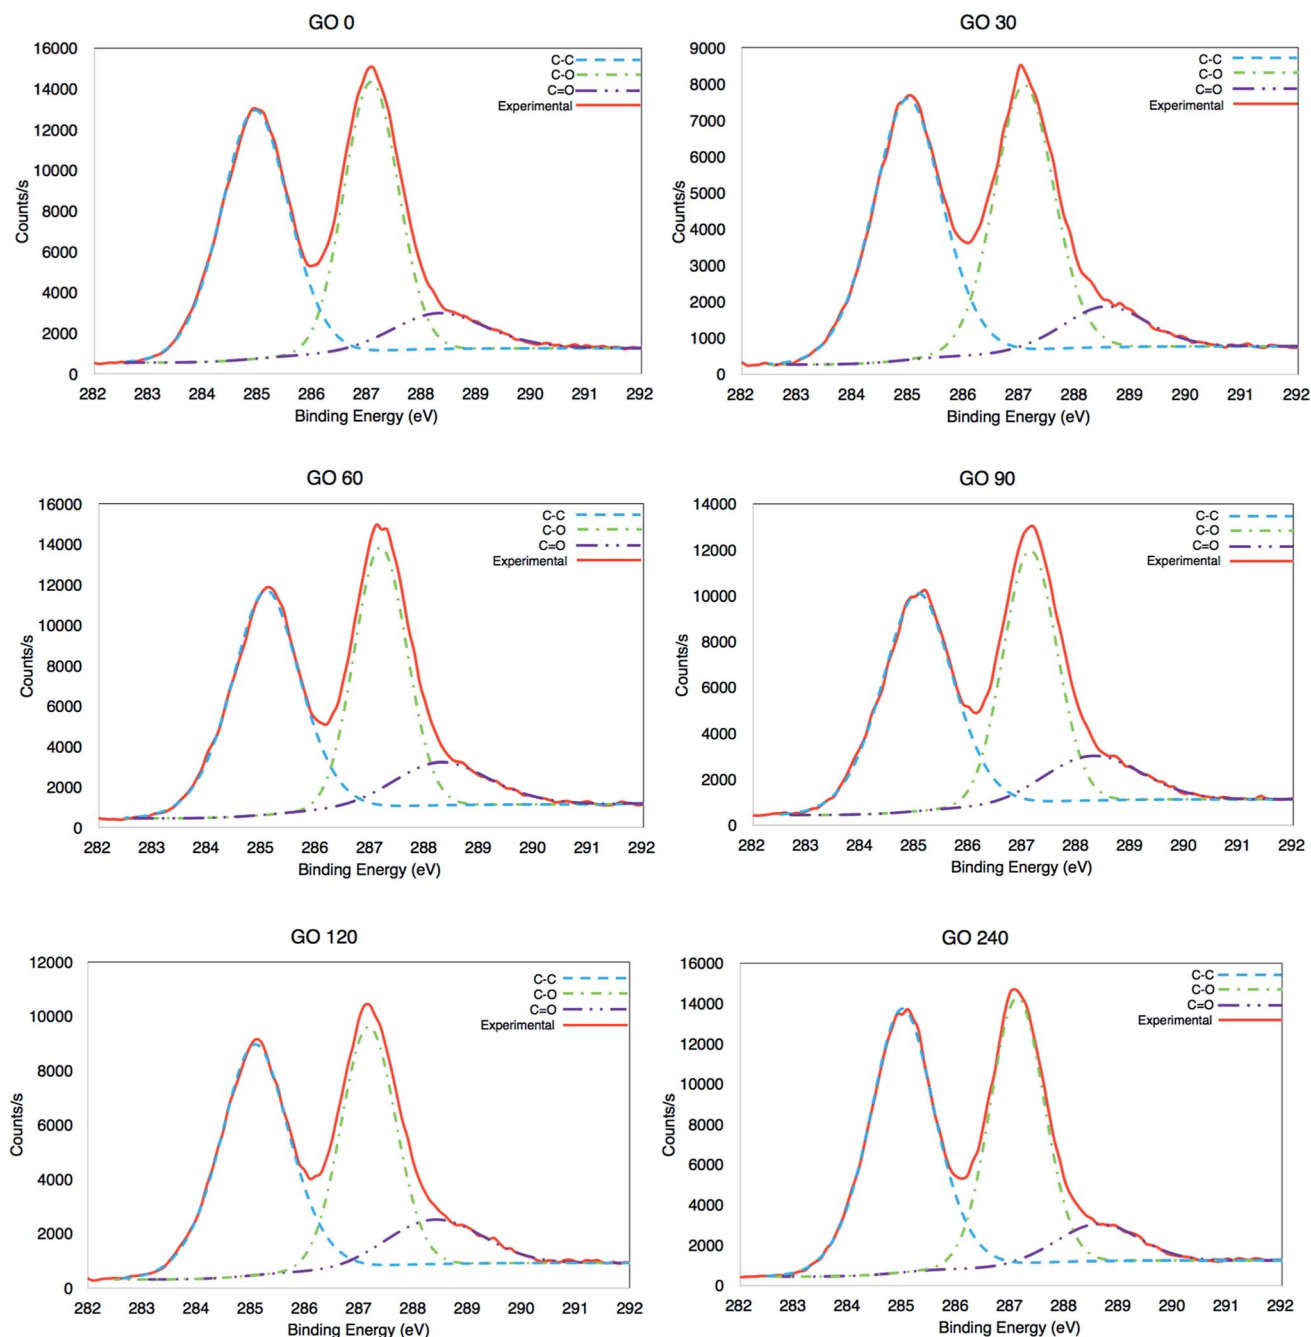 GO 0
16000
14000
12000
10000
8000
6000
4000
2000
0
Counts/s
C-C
C-O
C=O
Experimental
282 283 284 285 286 287 288 289 290 291 292
Binding Energy (eV)
GO 30
9000
8000
7000
6000
5000
4000
3000
2000
1000
0
Counts/s
C-C
C-O
C=O
Experimental
282 283 284 285 286 287 288 289 290 291 292
Binding Energy (eV)
GO 60
16000
14000
12000
10000
8000
6000
4000
2000
0
Counts/s
C-C
C-O
C=O
Experimental
282 283 284 285 286 287 288 289 290 291 292
Binding Energy (eV)
GO 90
14000
12000
10000
8000
6000
4000
2000
0
Counts/s
C-C
C-O
C=O
Experimental
282 283 284 285 286 287 288 289 290 291 292
Binding Energy (eV)
GO 120
12000
10000
8000
6000
4000
2000
0
Counts/s
C-C
C-O
C=O
Experimental
282 283 284 285 286 287 288 289 290 291 292
Binding Energy (eV)
GO 240
16000
14000
12000
10000
8000
6000
4000
2000
0
Counts/s
C-C
C-O
C=O
Experimental
282 283 284 285 286 287 288 289 290 291 292
Binding Energy (eV)